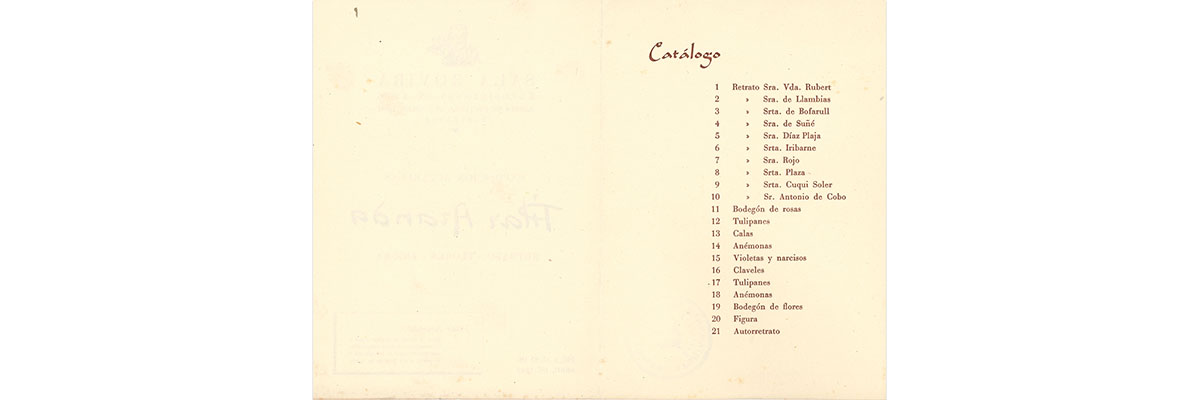 Catálogo
1 Retrato Sra. Vda. Rubert
2 » Sra. de Llambias
3 » Srta. de Bofarull
4 » Sra. de Suñé
5 » Sra. Díaz Plaja
6 » Srta. Iribarne
7 » Sra. Rojo
8 » Srta. Plaza
9 » Srta. Cuqui Soler
10 » Sr. Antonio de Cobo
11 Bodegón de rosas
12 Tulipanes
13 Calas
14 Anémonas
15 Violetas y narcisos
16 Claveles
17 Tulipanes
18 Anémonas
19 Bodegón de flores
20 Figura
21 Autorretrato